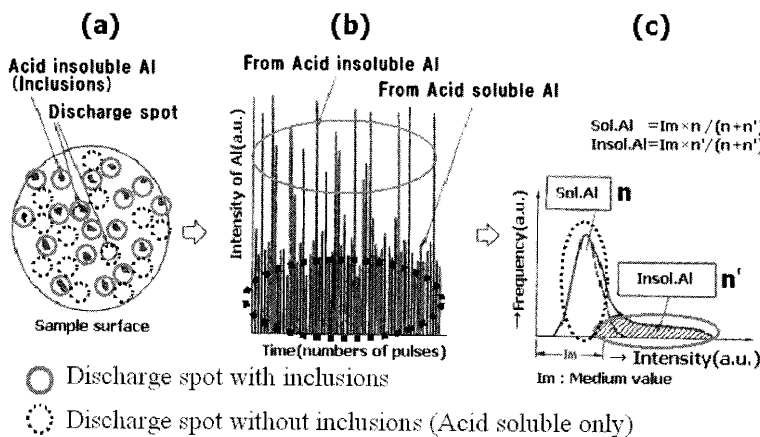 (a)
Acid insoluble Al
(Inclusions)
Discharge spot
Sample surface
(b)
From Acid insoluble Al
From Acid soluble Al
Intensity of Al(a.u.)
Time(numbers of pulses)
(c)
Sol.Al =Im×n/(n+n')
Insol.Al=Im×n'/(n+n')
Sol.Al n
Insol.Al n'
→Frequency(a.u.)
Im → Intensity(a.u.)
Im : Medium value
Discharge spot with inclusions
Discharge spot without inclusions (Acid soluble only)